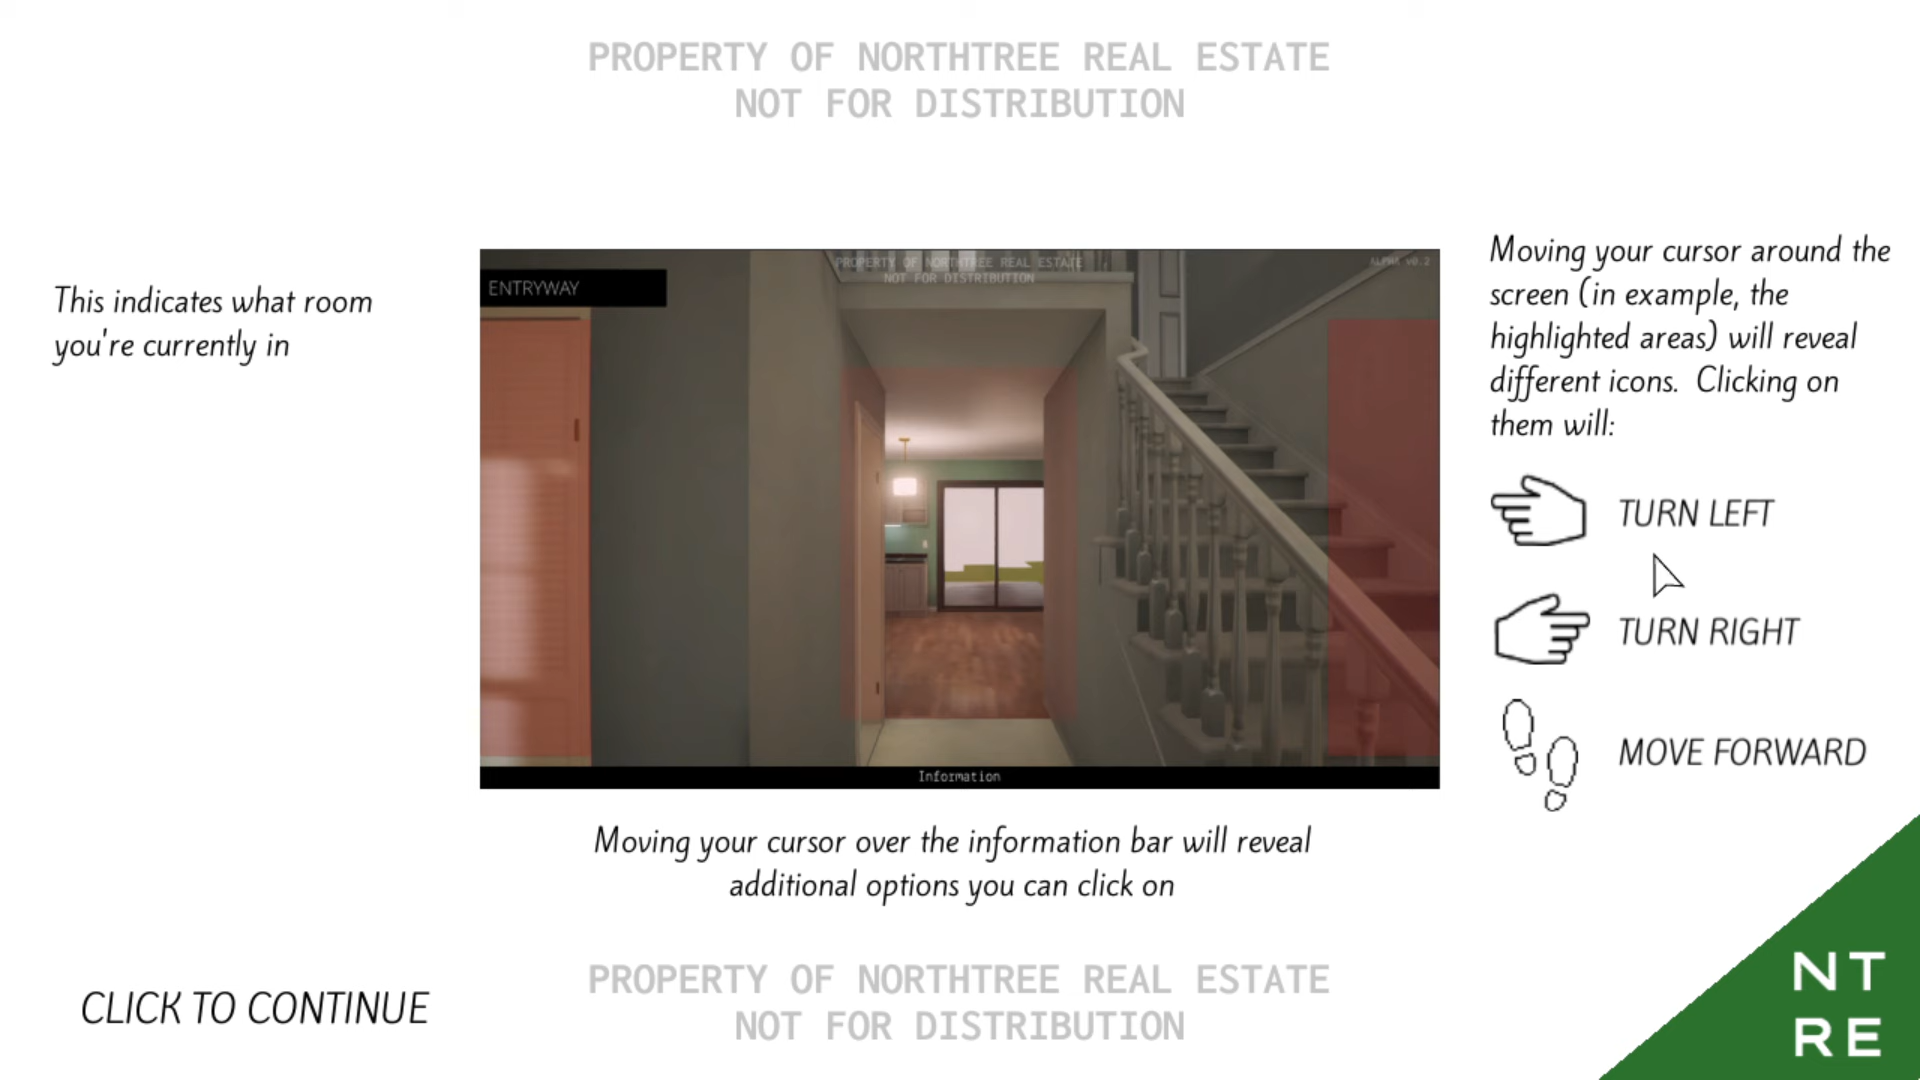 PROPERTY OF NORTHTREE REAL ESTATE
NOT FOR DISTRIBUTION
This indicates what room
you're currently in
PROPERTY OF NORTHTREE REAL ESTATE
NOT FOR DISTRIBUTION
ALPHA v0.2
ENTRYWAY
Information
Moving your cursor around the
screen (in example, the
highlighted areas) will reveal
different icons. Clicking on
them will:
TURN LEFT
TURN RIGHT
MOVE FORWARD
Moving your cursor over the information bar will reveal
additional options you can click on
CLICK TO CONTINUE
PROPERTY OF NORTHTREE REAL ESTATE
NOT FOR DISTRIBUTION
NT
RE